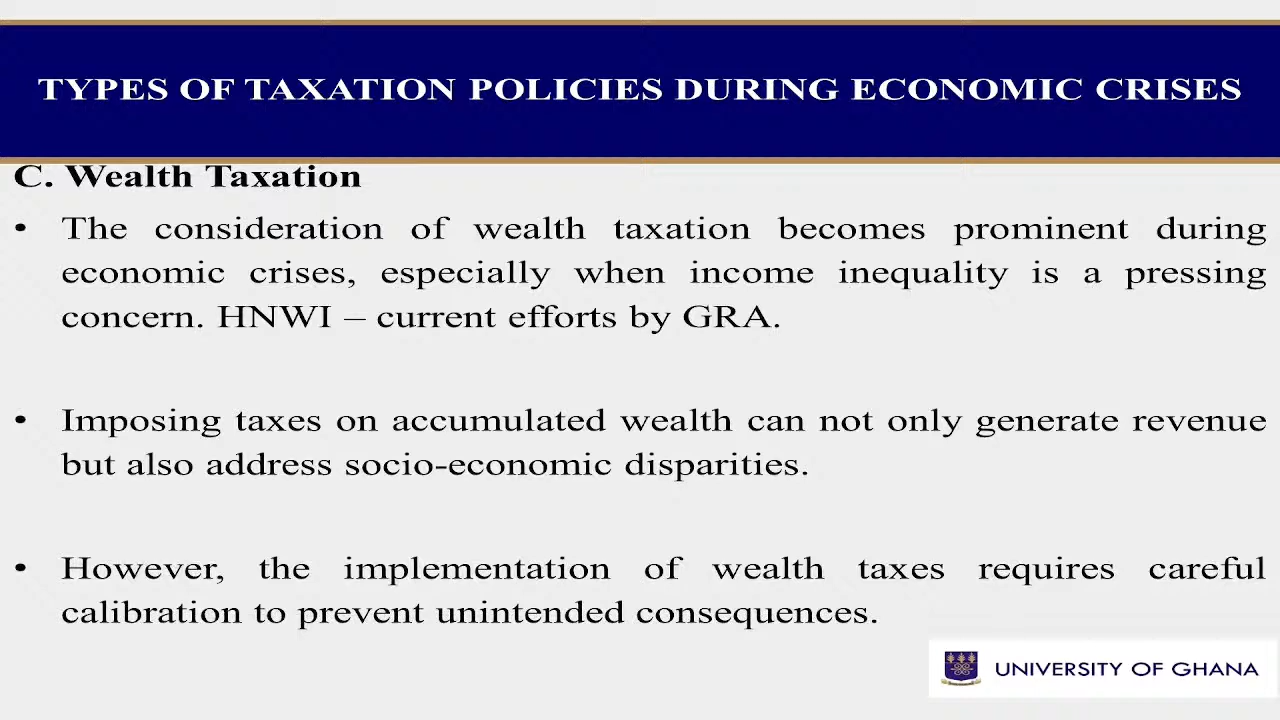 TYPES OF TAXATION POLICIES DURING ECONOMIC CRISES
C. Wealth Taxation
• The consideration of wealth taxation becomes prominent during
economic crises, especially when income inequality is a pressing
concern. HNWI – current efforts by GRA.
• Imposing taxes on accumulated wealth can not only generate revenue
but also address socio-economic disparities.
• However, the implementation of wealth taxes requires careful
calibration to prevent unintended consequences.
UNIVERSITY OF GHANA